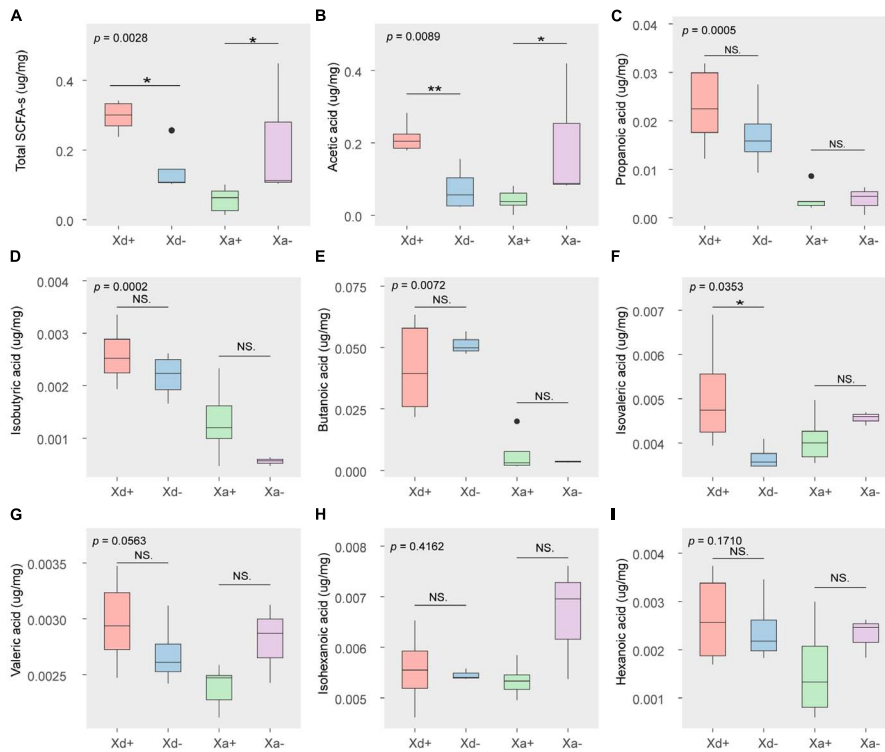 A
p = 0.0028
Total SCFA-s (ug/mg)
0.4
0.2
0.0
*
*
Xd+ Xd- Xa+ Xa-
B
p = 0.0089
Acetic acid (ug/mg)
0.4
0.2
0.0
**
*
Xd+ Xd- Xa+ Xa-
C
p = 0.0005
Propanoic acid (ug/mg)
0.04
0.03
0.02
0.01
0.00
NS.
NS.
Xd+ Xd- Xa+ Xa-
D
p = 0.0002
Isobutyric acid (ug/mg)
0.004
0.003
0.002
0.001
NS.
NS.
Xd+ Xd- Xa+ Xa-
E
p = 0.0072
Butanoic acid (ug/mg)
0.075
0.050
0.025
0.000
NS.
NS.
Xd+ Xd- Xa+ Xa-
F
p = 0.0353
Isovaleric acid (ug/mg)
0.007
0.006
0.005
0.004
*
NS.
Xd+ Xd- Xa+ Xa-
G
p = 0.0563
Valeric acid (ug/mg)
0.0035
0.0030
0.0025
NS.
NS.
Xd+ Xd- Xa+ Xa-
H
p = 0.4162
Isohexanoic acid (ug/mg)
0.008
0.007
0.006
0.005
NS.
NS.
Xd+ Xd- Xa+ Xa-
I
p = 0.1710
Hexanoic acid (ug/mg)
0.004
0.003
0.002
0.001
NS.
NS.
Xd+ Xd- Xa+ Xa-